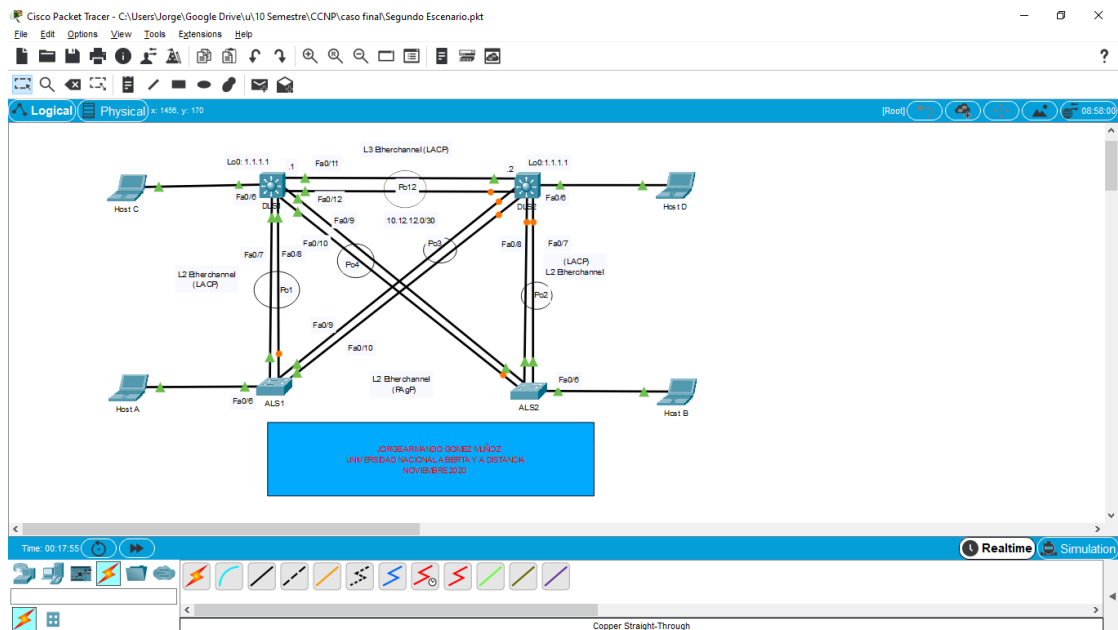 Cisco Packet Tracer - C:\Users\Jorge\Google Drive\u\10 Semestre\CCNP\caso final\Segundo Escenario.pkt
File Edit Options View Tools Extensions Help
?
Logical Physical x: 1456, y: 170 [Root] 08:58:00
L3 Etherchannel (LACP)
Lo0: 1.1.1.1 .1 Fa0/11 .2 Lo0:1.1.1.1
Po12
Fa0/6 Fa0/12 Fa0/6
Host C DLS1 DLS2 Host D
Fa0/9 10.12.12.0/30
Fa0/10 Po3 Fa0/8 Fa0/7
Fa0/7 Fa0/8
Po4 (LACP)
L2 Etherchannel L2 Etherchannel
(LACP)
Po1 Po2
Fa0/9
Fa0/10
L2 Etherchannel Fa0/6
(PAgP)
Host A Fa0/6 ALS1 ALS2 Host B
JORGE ARMANDO GOMEZ MUÑOZ
UNIVERSIDAD NACIONAL ABIERTA Y A DISTANCIA
NOVIEMBRE 2020
Time: 00:17:55 Realtime Simulation
Copper Straight-Through